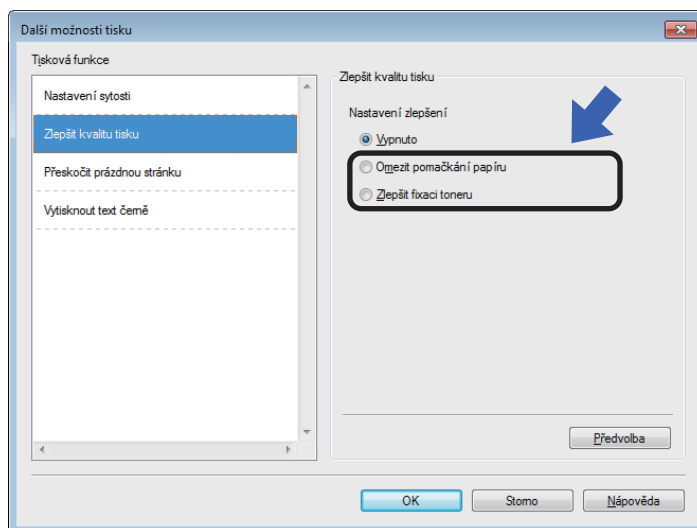 Další možnosti tisku
Tisková funkce
Nastavení sytosti
Zlepšit kvalitu tisku
Přeskočit prázdnou stránku
Vytisknout text černě
Zlepšit kvalitu tisku
Nastavení zlepšení
Vypnuto
Omezit pomačkání papíru
Zlepšit fixaci toneru
Předvolba
OK
Storno
Nápověda